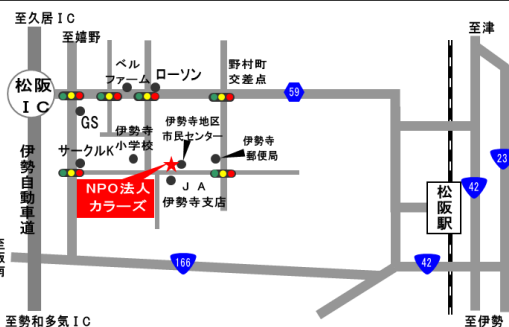 至久居ＩＣ
至嬉野
至津
ベル
ファーム
ローソン
野村町
交差点
松阪
ＩＣ
59
GS
伊勢寺
小学校
伊勢寺地区
市民センター
伊勢寺
郵便局
サークルK
23
伊勢自動車道
NPO法人
カラーズ
ＪＡ
伊勢寺支店
42
松阪駅
166
42
至勢和多気ＩＣ
至伊勢